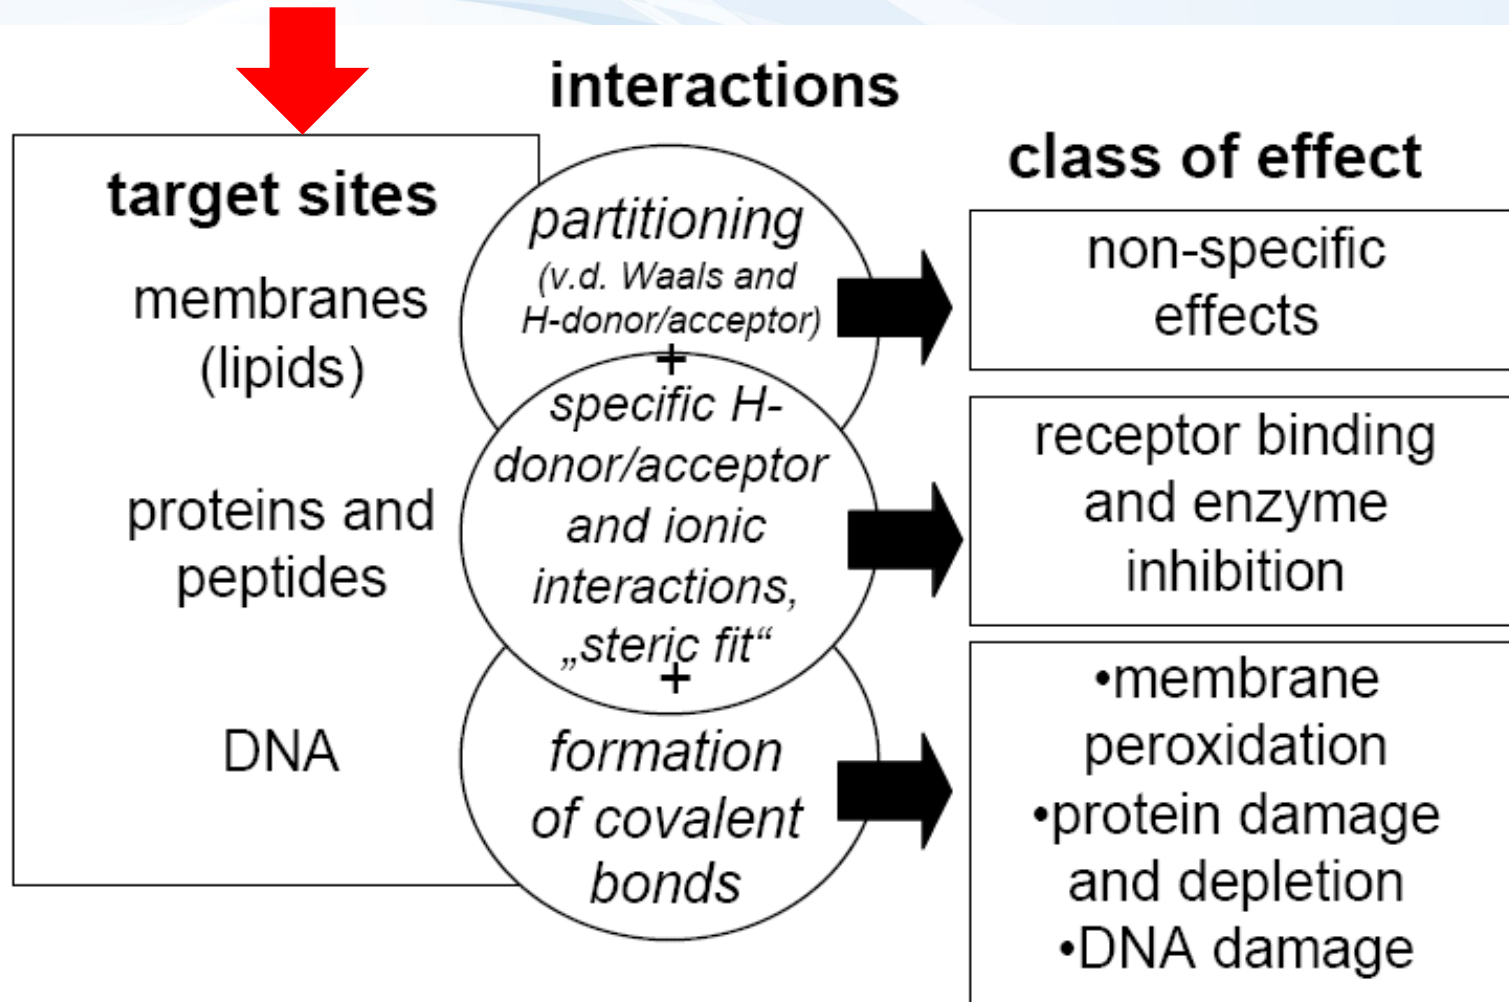 interactions
class of effect
target sites
membranes
(lipids)
proteins and
peptides
DNA
partitioning
(v.d. Waals and
H-donor/acceptor)
+
specific H-
donor/acceptor
and ionic
interactions,
„steric fit“
+
formation
of covalent
bonds
non-specific
effects
receptor binding
and enzyme
inhibition
•membrane
peroxidation
•protein damage
and depletion
•DNA damage